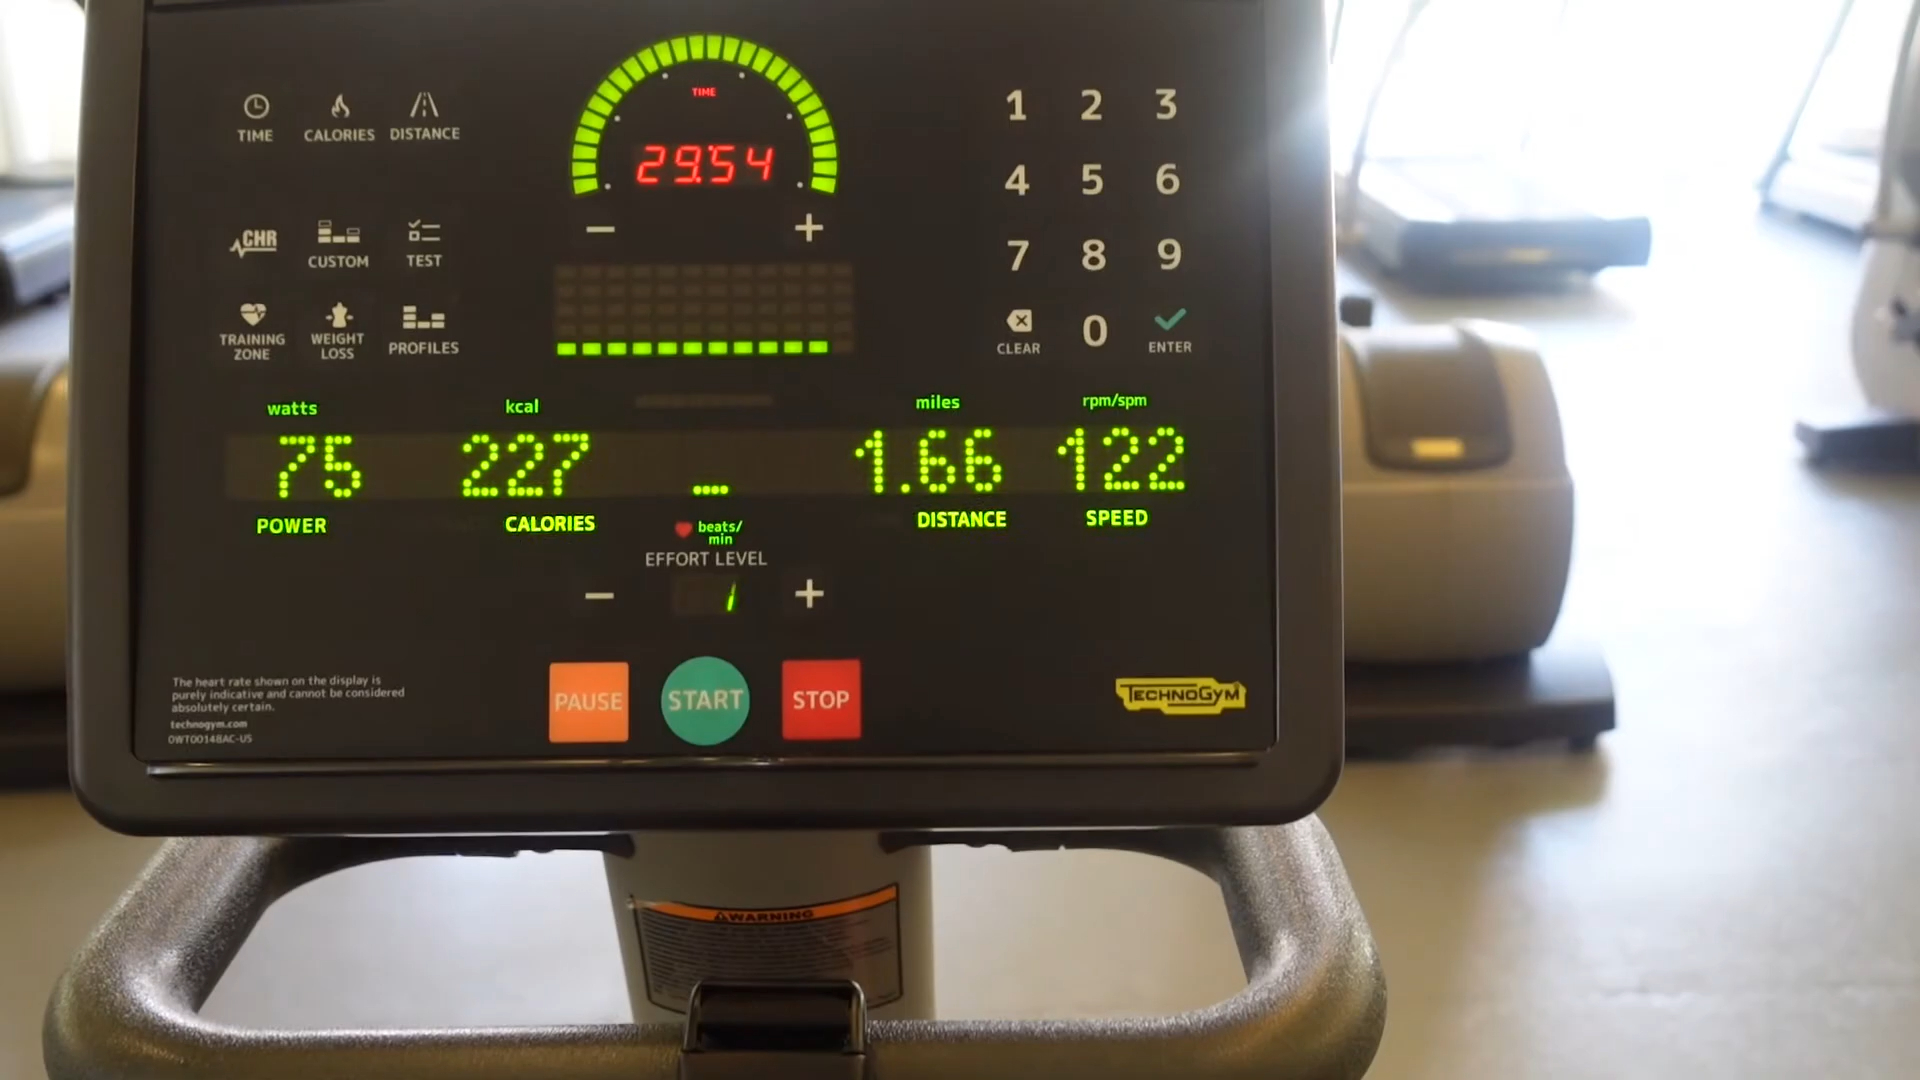 TIME
TIME CALORIES DISTANCE
29:54
1 2 3
4 5 6
7 8 9
CLEAR 0 ENTER
CHR CUSTOM TEST
TRAINING ZONE
WEIGHT LOSS
PROFILES
− +
watts kcal miles rpm/spm
75 227 ---- 1.66 122
POWER CALORIES DISTANCE SPEED
beats/
min
EFFORT LEVEL
− 1 +
PAUSE START STOP
The heart rate shown on the display is
purely indicative and cannot be considered
absolutely certain.
technogym.com
0WT00148AC-US
TECHNOGYM
WARNING